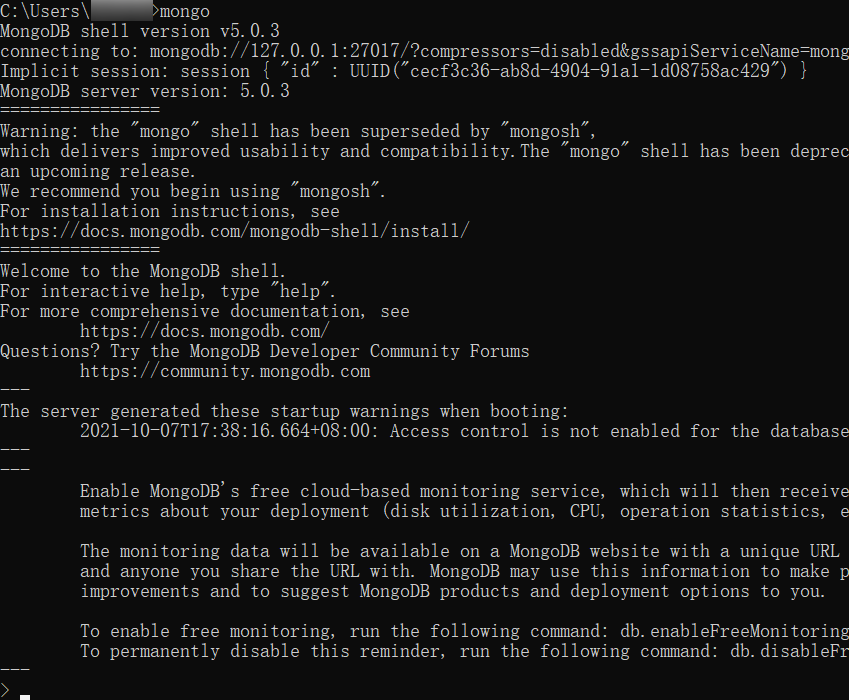 C:\Users\ >mongo
MongoDB shell version v5.0.3
connecting to: mongodb://127.0.0.1:27017/?compressors=disabled&gssapiServiceName=mong
Implicit session: session { "id" : UUID("cecf3c36-ab8d-4904-91a1-1d08758ac429") }
MongoDB server version: 5.0.3
================
Warning: the "mongo" shell has been superseded by "mongosh",
which delivers improved usability and compatibility.The "mongo" shell has been deprec
an upcoming release.
We recommend you begin using "mongosh".
For installation instructions, see
https://docs.mongodb.com/mongodb-shell/install/
================
Welcome to the MongoDB shell.
For interactive help, type "help".
For more comprehensive documentation, see
https://docs.mongodb.com/
Questions? Try the MongoDB Developer Community Forums
https://community.mongodb.com
---
The server generated these startup warnings when booting:
2021-10-07T17:38:16.664+08:00: Access control is not enabled for the database
---
---
Enable MongoDB's free cloud-based monitoring service, which will then receive
metrics about your deployment (disk utilization, CPU, operation statistics, e
The monitoring data will be available on a MongoDB website with a unique URL
and anyone you share the URL with. MongoDB may use this information to make p
improvements and to suggest MongoDB products and deployment options to you.
To enable free monitoring, run the following command: db.enableFreeMonitoring
To permanently disable this reminder, run the following command: db.disableFr
---
>